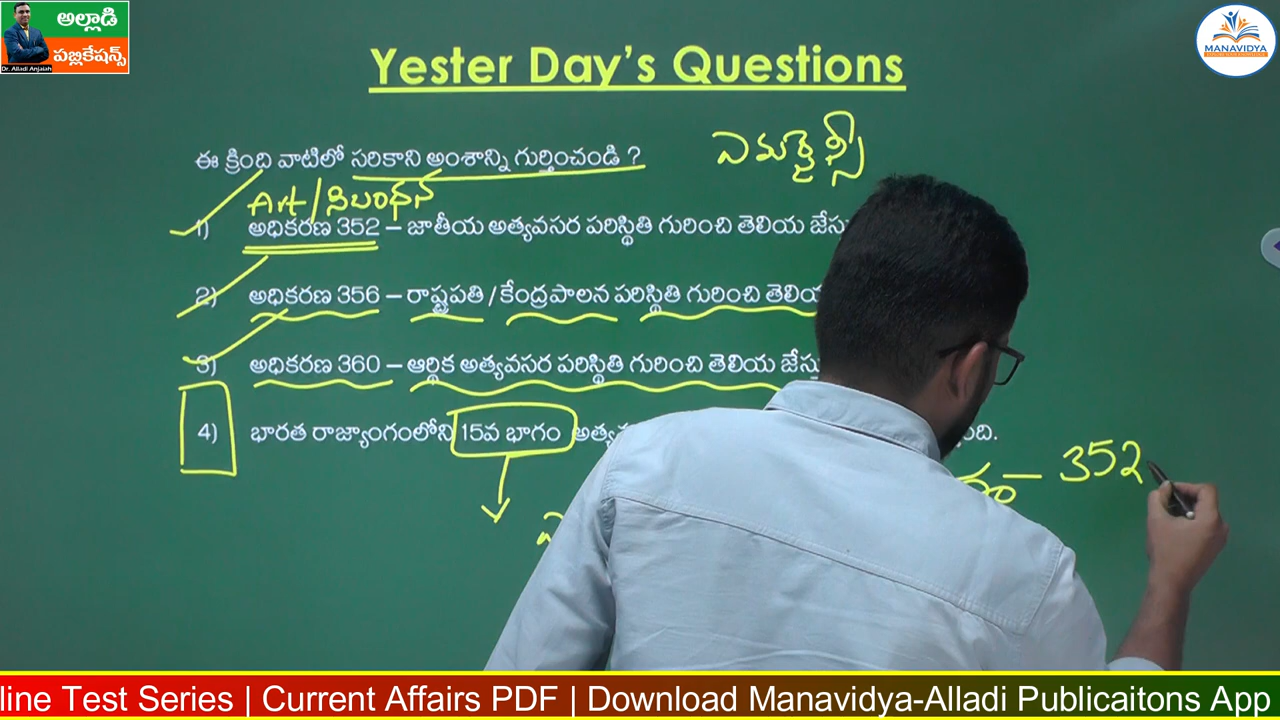 అల్లాడి
పబ్లికేషన్స్
Dr. Alladi Anjaiah
MANAVIDYA
Yester Day's Questions
ఎమర్జెన్సీ
ఈ క్రింది వాటిలో సరికాని అంశాన్ని గుర్తించండి ?
Art/నిబంధన
1) అధికరణ 352 – జాతీయ అత్యవసర పరిస్థితి గురించి తెలియ
2) అధికరణ 356 – రాష్ట్రపతి / కేంద్రపాలన పరిస్థితి గురించి
3) అధికరణ 360 – ఆర్థిక అత్యవసర పరిస్థితి గురించి తెలియ
4) భారత రాజ్యాంగంలోని 15వ భాగం
– 352
line Test Series | Current Affairs PDF | Download Manavidya-Alladi Publicaitons App